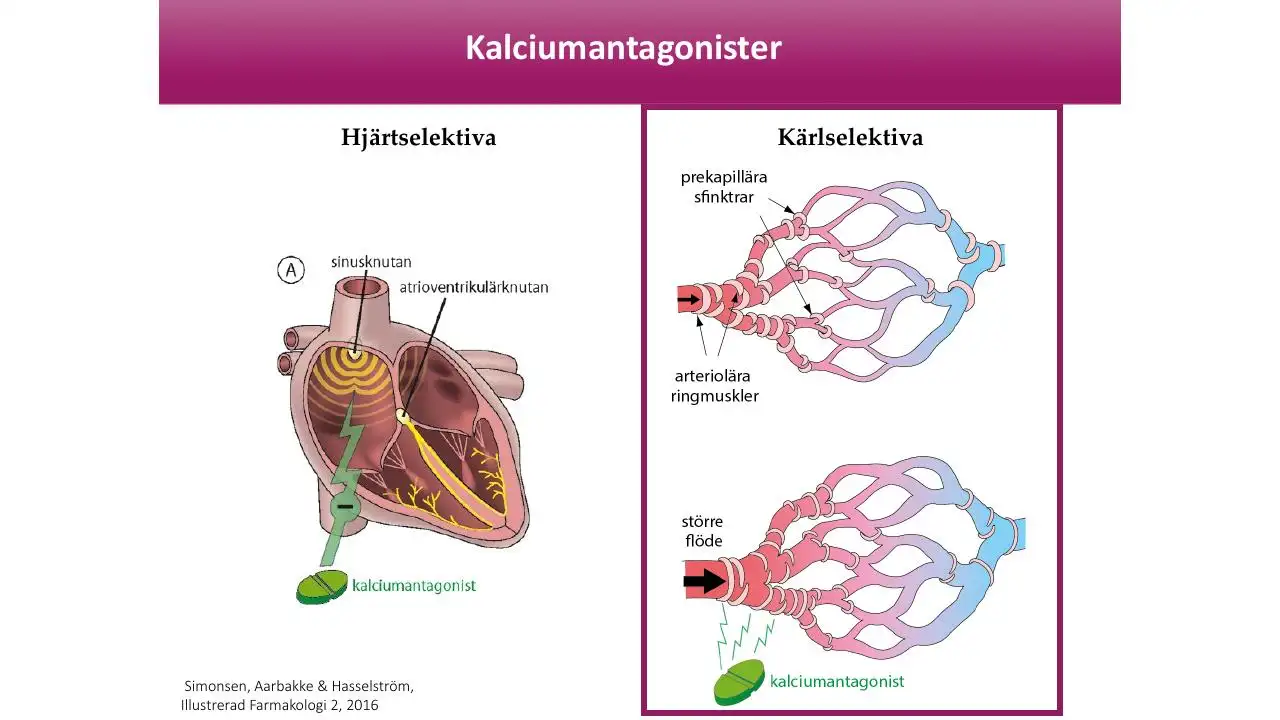 Kalciumantagonister
Hjärtselektiva
A
sinusknutan
atrioventrikulärknutan
kalciumantagonist
Simonsen, Aarbakke & Hasselström,
Illustrerad Farmakologi 2, 2016
Kärlselektiva
prekapillära
sfinktrar
arteriolära
ringmuskler
större
flöde
kalciumantagonist